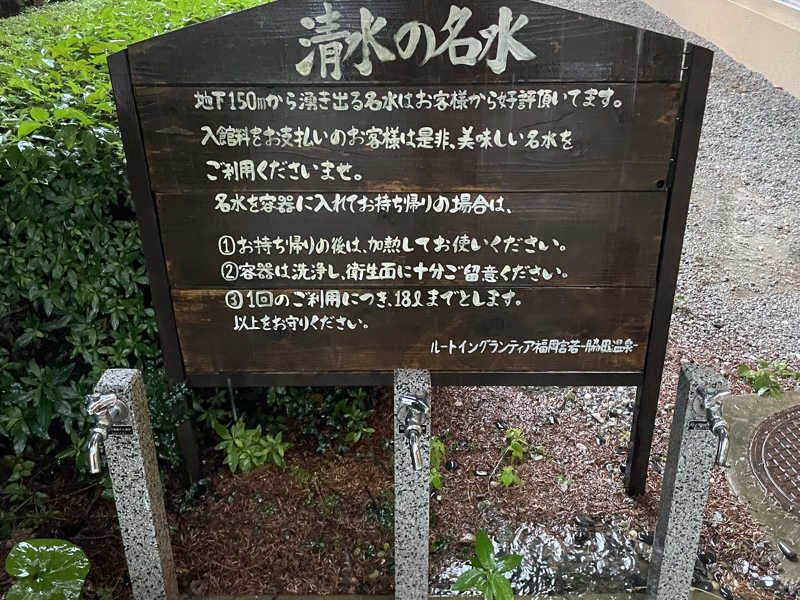 清水の名水
地下150mから湧き出る名水はお客様から好評頂いてます。
入館料をお支払いのお客様は是非、美味しい名水を
ご利用くださいませ。
名水を容器に入れてお持ち帰りの場合は、
①お持ち帰りの後は、加熱してお使いください。
②容器は洗浄し、衛生面に十分ご留意ください。
③1回のご利用につき、18ℓまでとします。
以上をお守りください。
ルートイングランティア福岡宮若-脇田温泉-